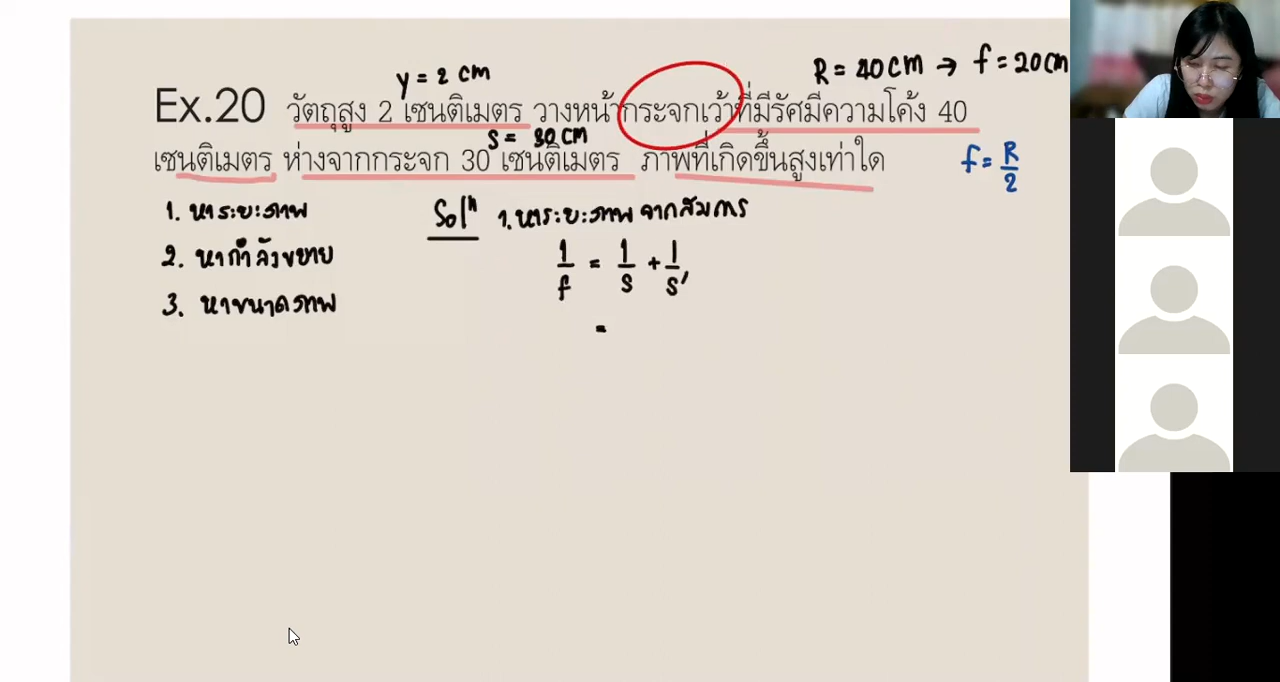 y = 2 cm
R = 40 cm → f = 20 cm
Ex.20 วัตถุสูง 2 เซนติเมตร วางหน้ากระจกเว้าที่มีรัศมีความโค้ง 40
s = 30 cm
เซนติเมตร ห่างจากกระจก 30 เซนติเมตร ภาพที่เกิดขึ้นสูงเท่าใด
f = R/2
1. หาระยะภาพ
2. หากำลังขยาย
3. หาขนาดภาพ
Solⁿ 1. หาระยะภาพ จากสมการ
1/f = 1/s + 1/s'
=